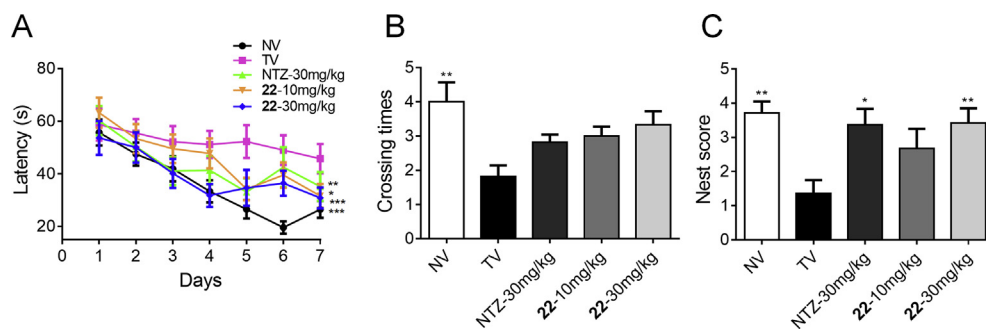 A
NV
TV
NTZ-30mg/kg
22-10mg/kg
22-30mg/kg
Latency (s)
80
60
40
20
0 1 2 3 4 5 6 7
Days
**
*
***
***
B
Crossing times
5
4
3
2
1
0
**
NV
TV
NTZ-30mg/kg
22-10mg/kg
22-30mg/kg
C
Nest score
5
4
3
2
1
0
**
*
**
NV
TV
NTZ-30mg/kg
22-10mg/kg
22-30mg/kg